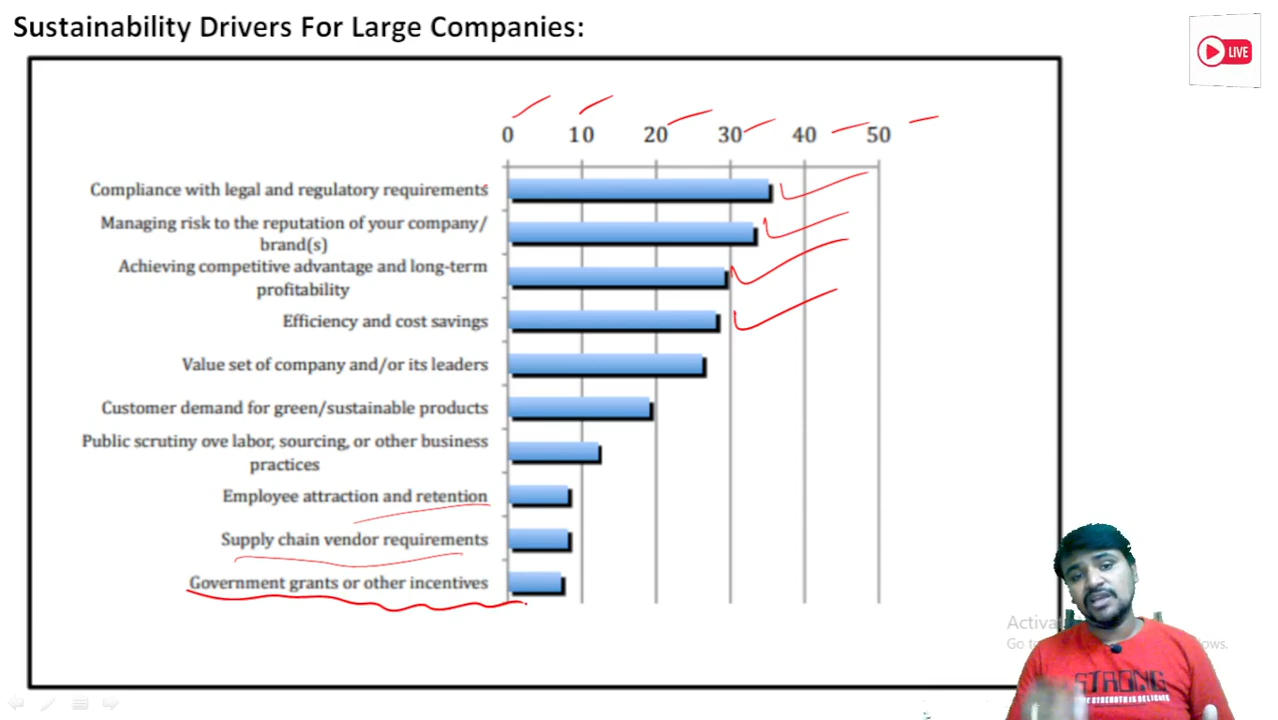 Sustainability Drivers For Large Companies:
LIVE
0 10 20 30 40 50
Compliance with legal and regulatory requirements
Managing risk to the reputation of your company/
brand(s)
Achieving competitive advantage and long-term
profitability
Efficiency and cost savings
Value set of company and/or its leaders
Customer demand for green/sustainable products
Public scrutiny ove labor, sourcing, or other business
practices
Employee attraction and retention
Supply chain vendor requirements
Government grants or other incentives
Go to
STRONG